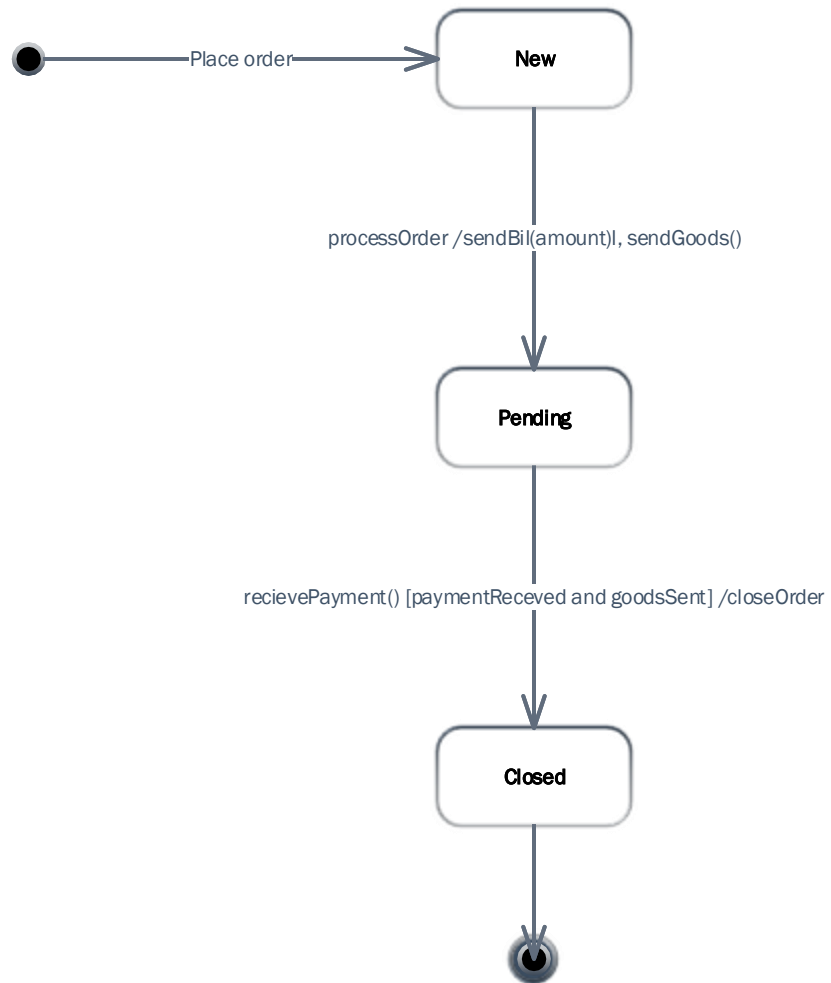 Place order
New
processOrder /sendBil(amount)l, sendGoods()
Pending
recievePayment() [paymentReceved and goodsSent] /closeOrder
Closed